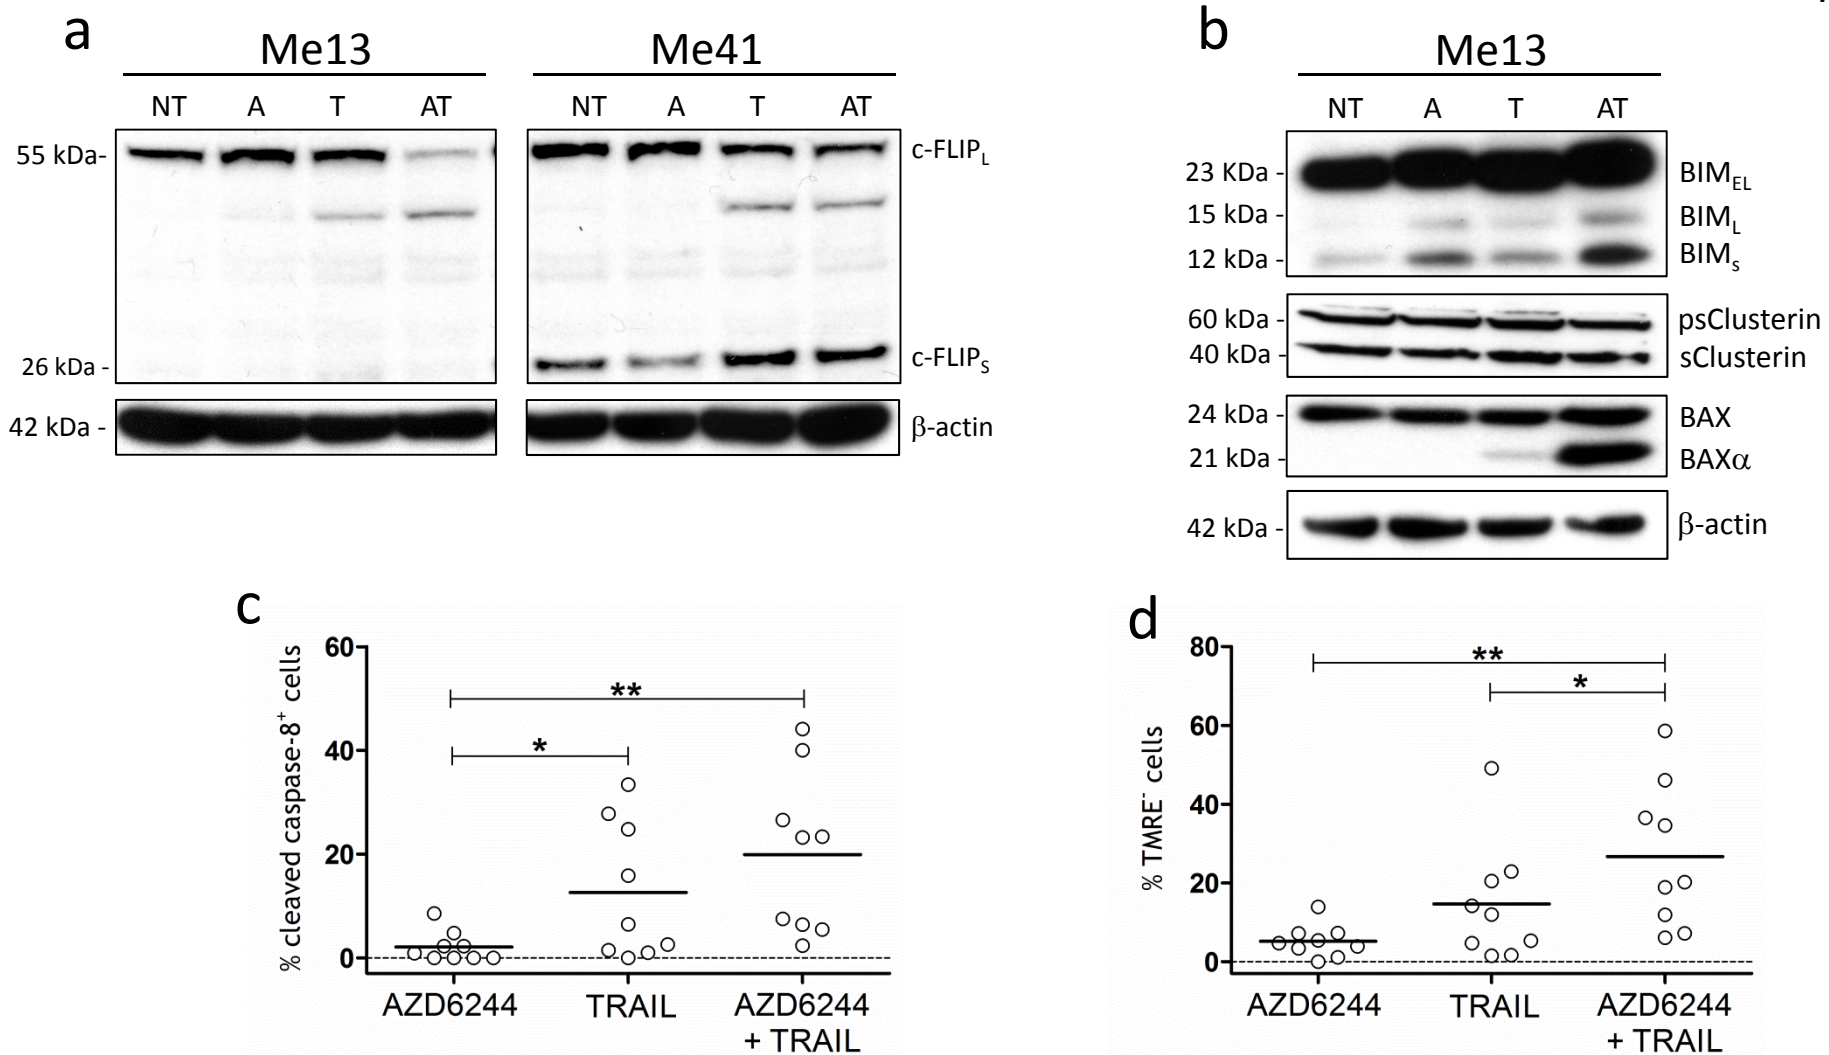 a
Me13
Me41
NT A T AT
NT A T AT
55 kDa-
c-FLIPL
26 kDa -
c-FLIPS
42 kDa -
β-actin
b
Me13
NT A T AT
23 KDa -
BIMEL
15 kDa -
BIML
12 kDa -
BIMs
60 kDa -
psClusterin
40 kDa -
sClusterin
24 kDa -
BAX
21 kDa -
BAXα
42 kDa -
β-actin
c
% cleaved caspase-8+ cells
60
40
20
0
**
*
AZD6244
TRAIL
AZD6244
+ TRAIL
d
% TMRE- cells
80
60
40
20
0
**
*
AZD6244
TRAIL
AZD6244
+ TRAIL